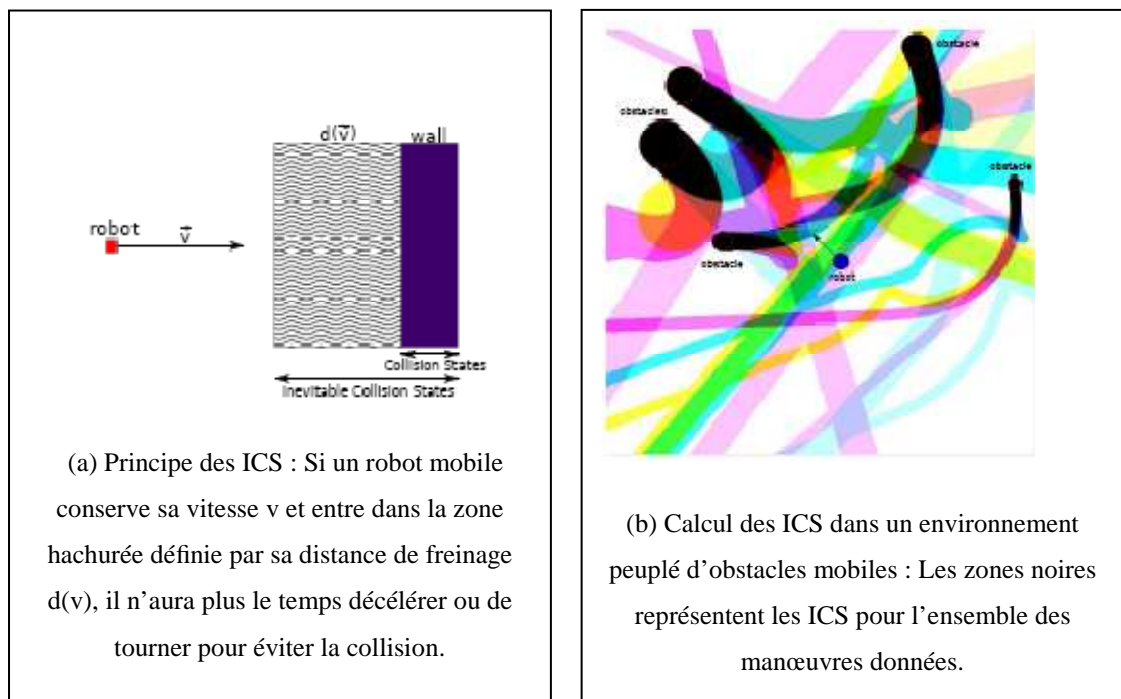 d(v⃗) wall
robot
v⃗
Collision States
Inevitable Collision States
(a) Principe des ICS : Si un robot mobile
conserve sa vitesse v et entre dans la zone
hachurée définie par sa distance de freinage
d(v), il n’aura plus le temps décélérer ou de
tourner pour éviter la collision.
obstacle
obstacles
obstacle
obstacle
robot
(b) Calcul des ICS dans un environnement
peuplé d’obstacles mobiles : Les zones noires
représentent les ICS pour l’ensemble des
manœuvres données.